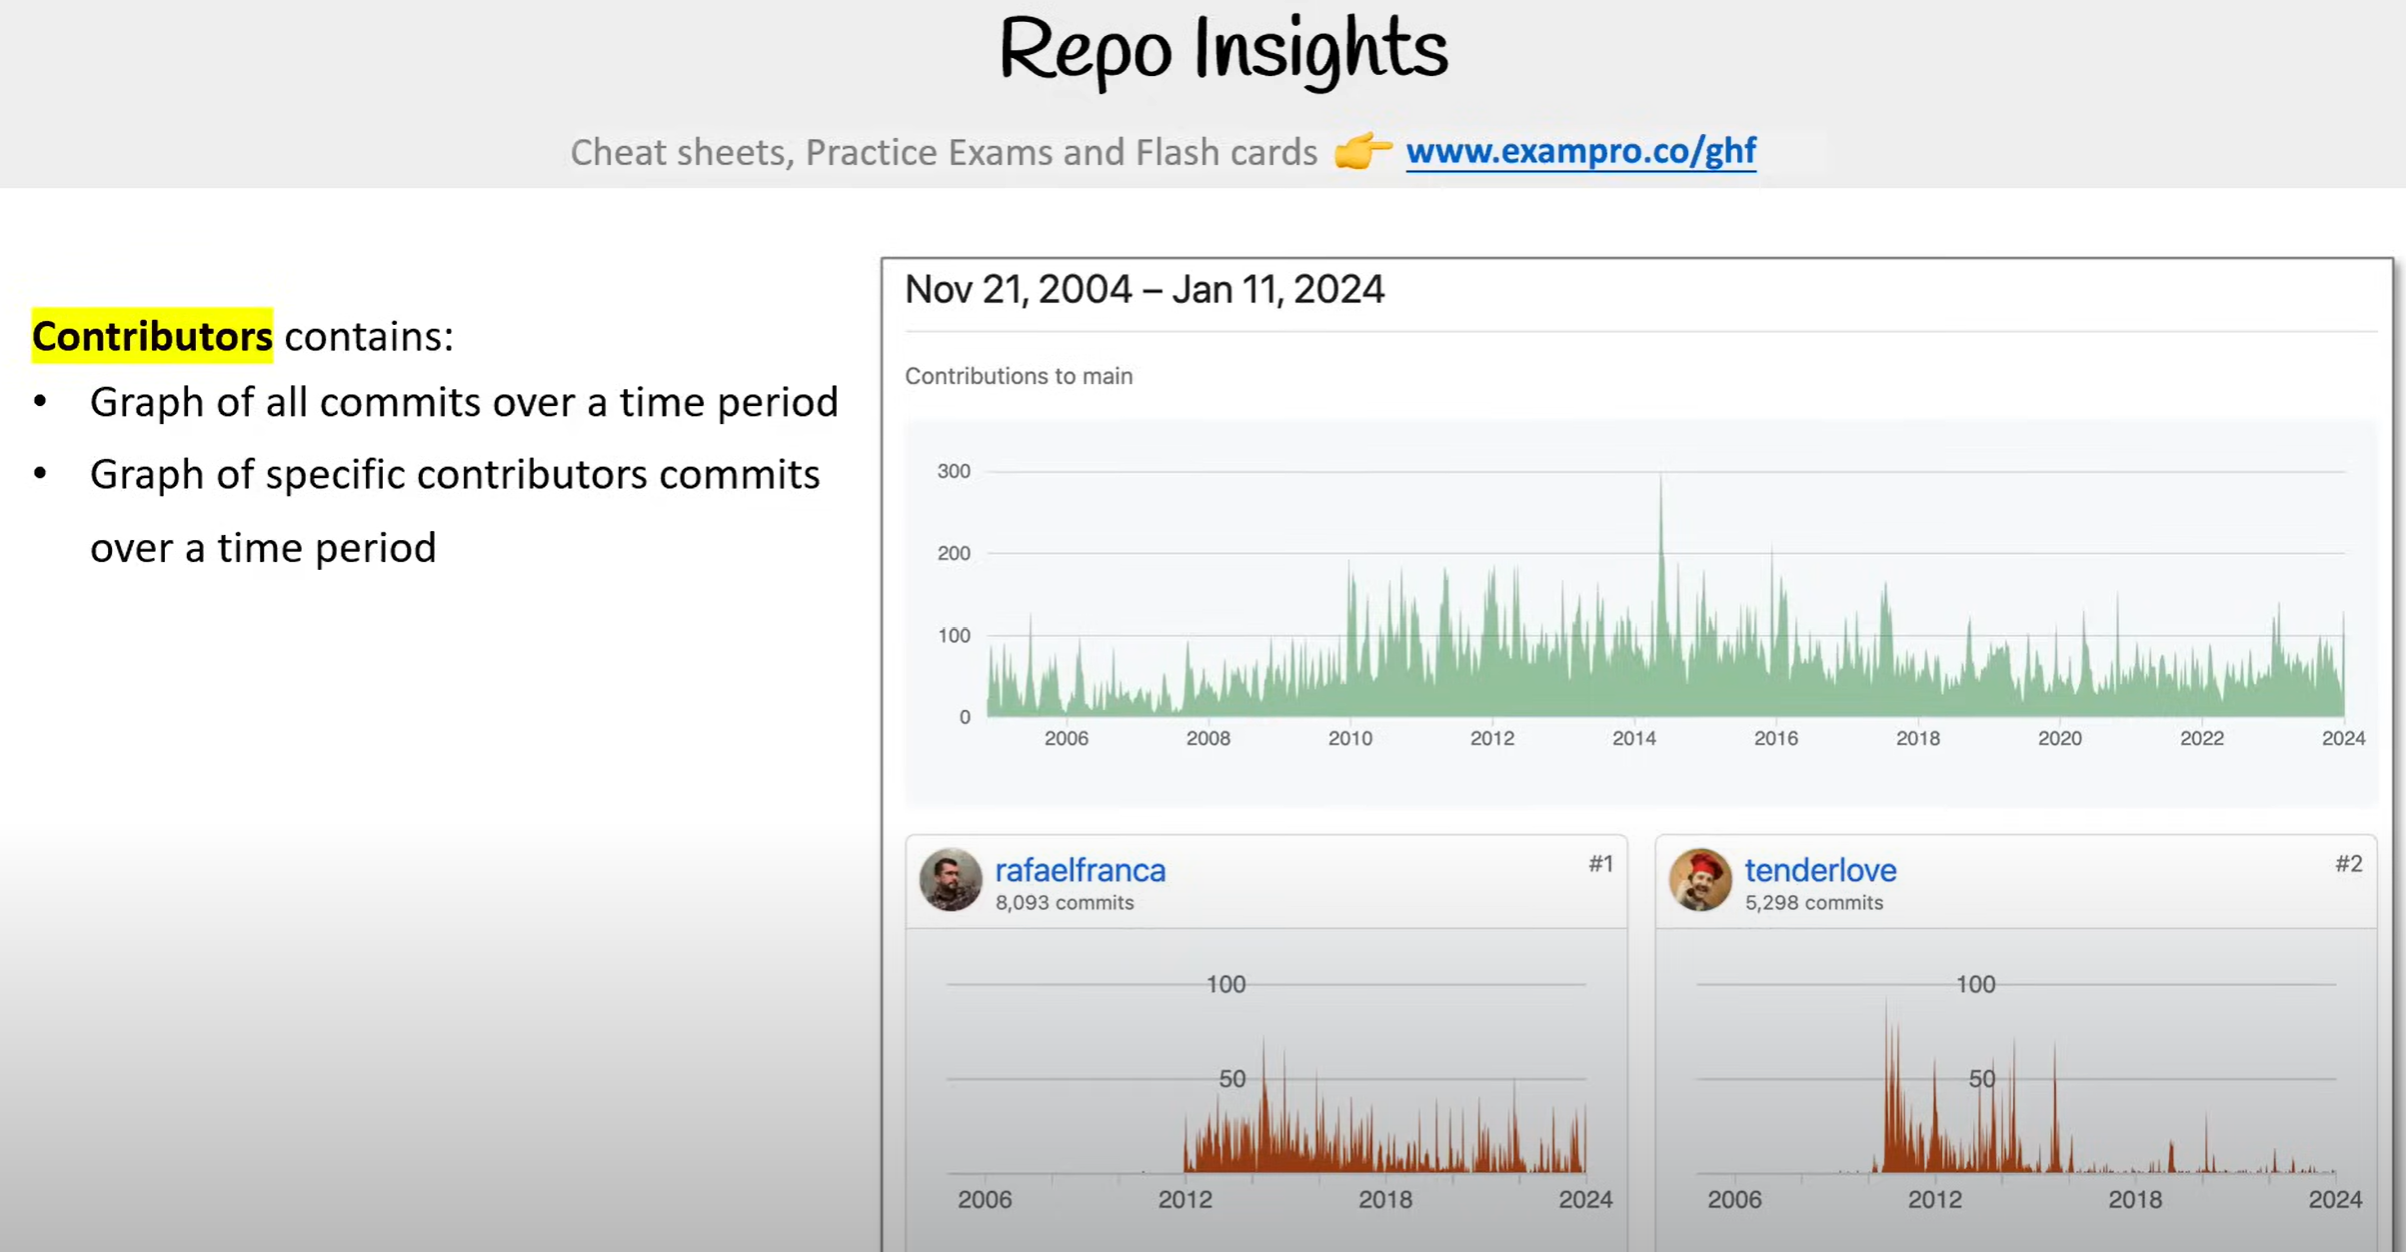 Repo Insights
Cheat sheets, Practice Exams and Flash cards 👉 www.exampro.co/ghf
Contributors contains:
• Graph of all commits over a time period
• Graph of specific contributors commits
over a time period
Nov 21, 2004 – Jan 11, 2024
Contributions to main
300
200
100
0
2006 2008 2010 2012 2014 2016 2018 2020 2022 2024
rafaelfranca #1
8,093 commits
100
50
2006 2012 2018 2024
tenderlove #2
5,298 commits
100
50
2006 2012 2018 2024